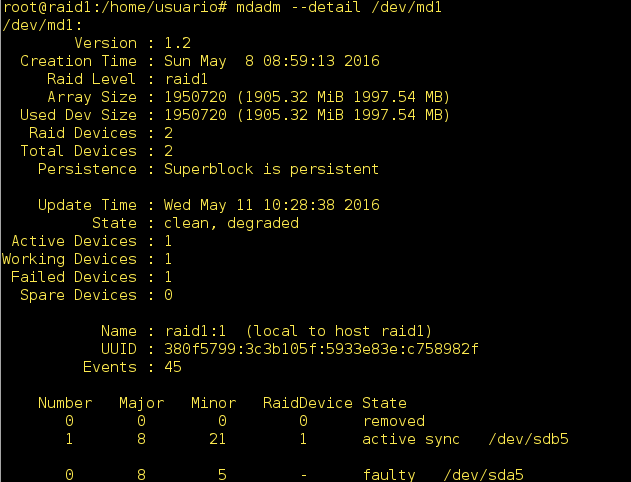 root@raid1:/home/usuario# mdadm --detail /dev/md1
/dev/md1:
Version : 1.2
Creation Time : Sun May  8 08:59:13 2016
Raid Level : raid1
Array Size : 1950720 (1905.32 MiB 1997.54 MB)
Used Dev Size : 1950720 (1905.32 MiB 1997.54 MB)
Raid Devices : 2
Total Devices : 2
Persistence : Superblock is persistent
Update Time : Wed May 11 10:28:38 2016
State : clean, degraded
Active Devices : 1
Working Devices : 1
Failed Devices : 1
Spare Devices : 0
Name : raid1:1  (local to host raid1)
UUID : 380f5799:3c3b105f:5933e83e:c758982f
Events : 45
Number   Major   Minor   RaidDevice State
0        0        0        0      removed
1        8       21        1      active sync   /dev/sdb5
0        8        5        -      faulty   /dev/sda5